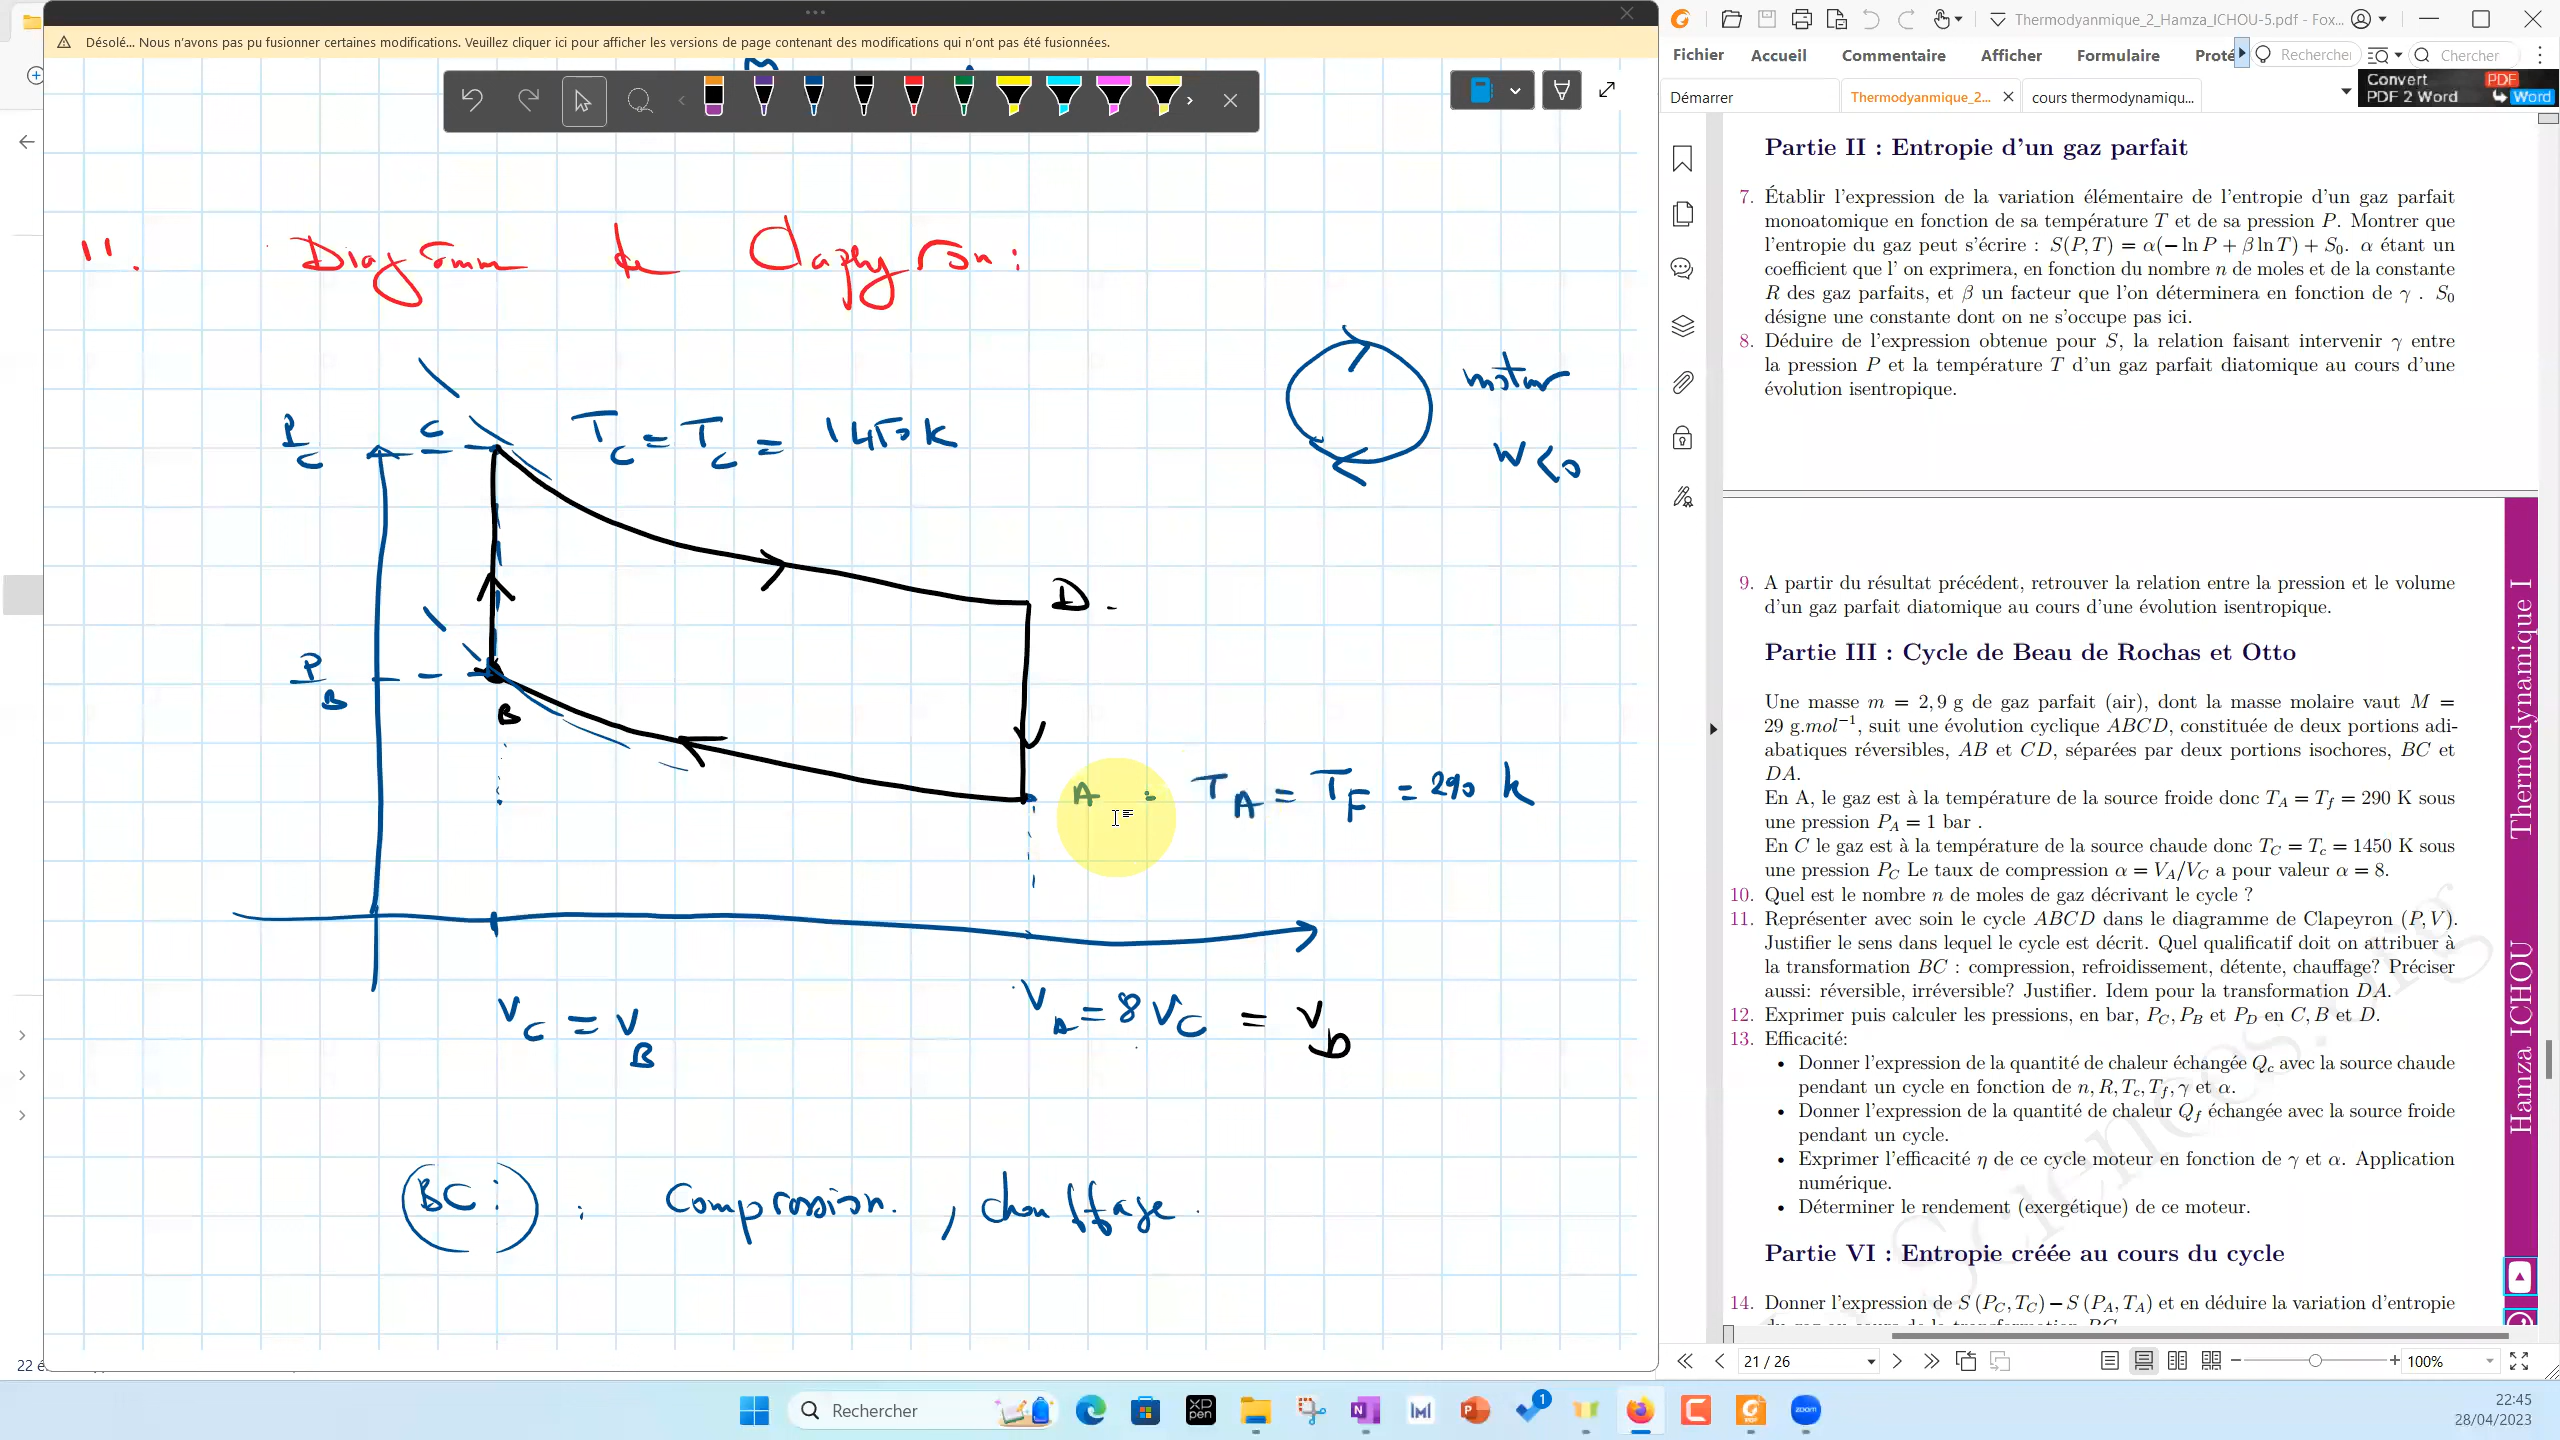 Désolé... Nous n'avons pas pu fusionner certaines modifications. Veuillez cliquer ici pour afficher les versions de page contenant des modifications qui n'ont pas été fusionnées.
11. Diagramm de Claphyron:
P_C
C
T_C = T_c = 1450 K
moteur
W < 0
D.
P_B
B
A : T_A = T_F = 290 K
V_C = V_B
V_A = 8 V_C = V_D
BC: : Compression. , chauffage.
22 é
Thermodyanmique_2_Hamza_ICHOU-5.pdf - Fox...
Fichier Accueil Commentaire Afficher Formulaire Proté Rechercher Chercher
Démarrer Thermodyanmique_2... cours thermodynamiqu...
Convert PDF
PDF 2 Word Word
Partie II : Entropie d'un gaz parfait
7. Établir l'expression de la variation élémentaire de l'entropie d'un gaz parfait
monoatomique en fonction de sa température T et de sa pression P. Montrer que
l'entropie du gaz peut s'écrire : S(P, T) = α(− ln P + β ln T) + S₀. α étant un
coefficient que l' on exprimera, en fonction du nombre n de moles et de la constante
R des gaz parfaits, et β un facteur que l'on déterminera en fonction de γ . S₀
désigne une constante dont on ne s'occupe pas ici.
8. Déduire de l'expression obtenue pour S, la relation faisant intervenir γ entre
la pression P et la température T d'un gaz parfait diatomique au cours d'une
évolution isentropique.
9. A partir du résultat précédent, retrouver la relation entre la pression et le volume
d'un gaz parfait diatomique au cours d'une évolution isentropique.
Partie III : Cycle de Beau de Rochas et Otto
Une masse m = 2,9 g de gaz parfait (air), dont la masse molaire vaut M =
29 g.mol⁻¹, suit une évolution cyclique ABCD, constituée de deux portions adi-
abatiques réversibles, AB et CD, séparées par deux portions isochores, BC et
DA.
En A, le gaz est à la température de la source froide donc T_A = T_f = 290 K sous
une pression P_A = 1 bar .
En C le gaz est à la température de la source chaude donc T_C = T_c = 1450 K sous
une pression P_C Le taux de compression α = V_A/V_C a pour valeur α = 8.
10. Quel est le nombre n de moles de gaz décrivant le cycle ?
11. Représenter avec soin le cycle ABCD dans le diagramme de Clapeyron (P, V).
Justifier le sens dans lequel le cycle est décrit. Quel qualificatif doit on attribuer à
la transformation BC : compression, refroidissement, détente, chauffage? Préciser
aussi: réversible, irréversible? Justifier. Idem pour la transformation DA.
12. Exprimer puis calculer les pressions, en bar, P_C, P_B et P_D en C, B et D.
13. Efficacité:
• Donner l'expression de la quantité de chaleur échangée Q_c avec la source chaude
pendant un cycle en fonction de n, R, T_c, T_f, γ et α.
• Donner l'expression de la quantité de chaleur Q_f échangée avec la source froide
pendant un cycle.
• Exprimer l'efficacité η de ce cycle moteur en fonction de γ et α. Application
numérique.
• Déterminer le rendement (exergétique) de ce moteur.
Partie VI : Entropie créée au cours du cycle
14. Donner l'expression de S (P_C, T_C) − S (P_A, T_A) et en déduire la variation d'entropie
Thermodynamique I
Hamza ICHOU
21 / 26
100%
Rechercher
XD
pen
1
zoom
22:45
28/04/2023